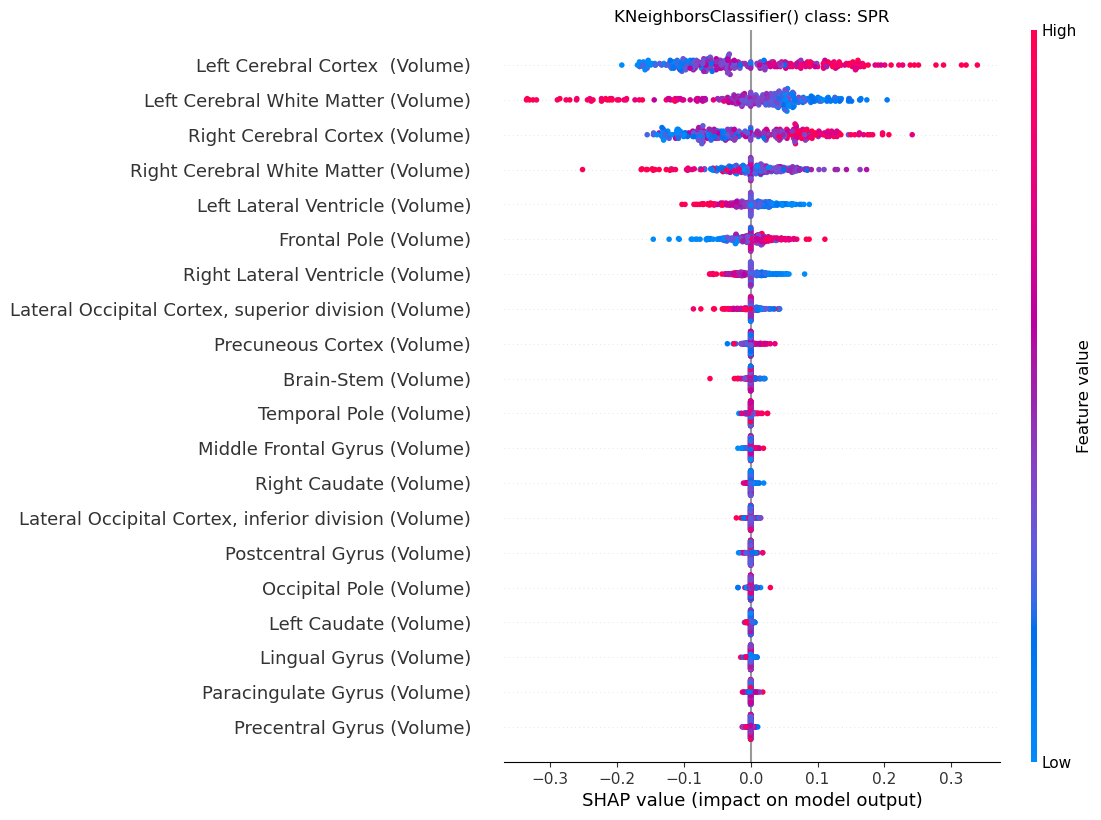 KNeighborsClassifier() class: SPR
High
Left Cerebral Cortex  (Volume)
Left Cerebral White Matter (Volume)
Right Cerebral Cortex (Volume)
Right Cerebral White Matter (Volume)
Left Lateral Ventricle (Volume)
Frontal Pole (Volume)
Right Lateral Ventricle (Volume)
Lateral Occipital Cortex, superior division (Volume)
Precuneous Cortex (Volume)
Brain-Stem (Volume)
Temporal Pole (Volume)
Middle Frontal Gyrus (Volume)
Right Caudate (Volume)
Lateral Occipital Cortex, inferior division (Volume)
Postcentral Gyrus (Volume)
Occipital Pole (Volume)
Left Caudate (Volume)
Lingual Gyrus (Volume)
Paracingulate Gyrus (Volume)
Precentral Gyrus (Volume)
Feature value
Low
−0.3 −0.2 −0.1 0.0 0.1 0.2 0.3
SHAP value (impact on model output)